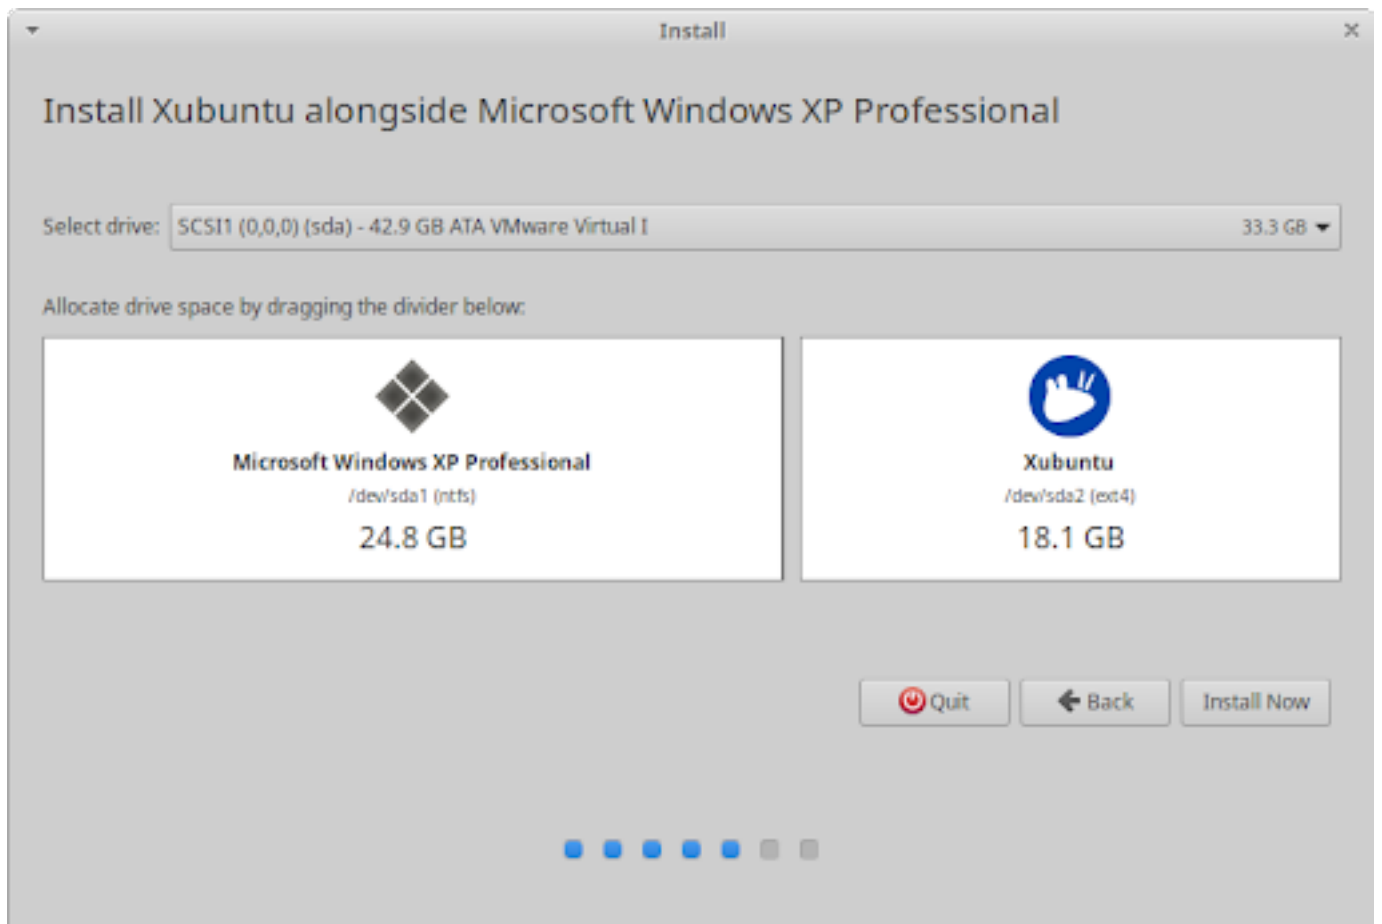 Install
Install Xubuntu alongside Microsoft Windows XP Professional
Select drive: SCSI1 (0,0,0) (sda) - 42.9 GB ATA VMware Virtual I 33.3 GB
Allocate drive space by dragging the divider below:
Microsoft Windows XP Professional
/dev/sda1 (ntfs)
24.8 GB
Xubuntu
/dev/sda2 (ext4)
18.1 GB
Quit Back Install Now